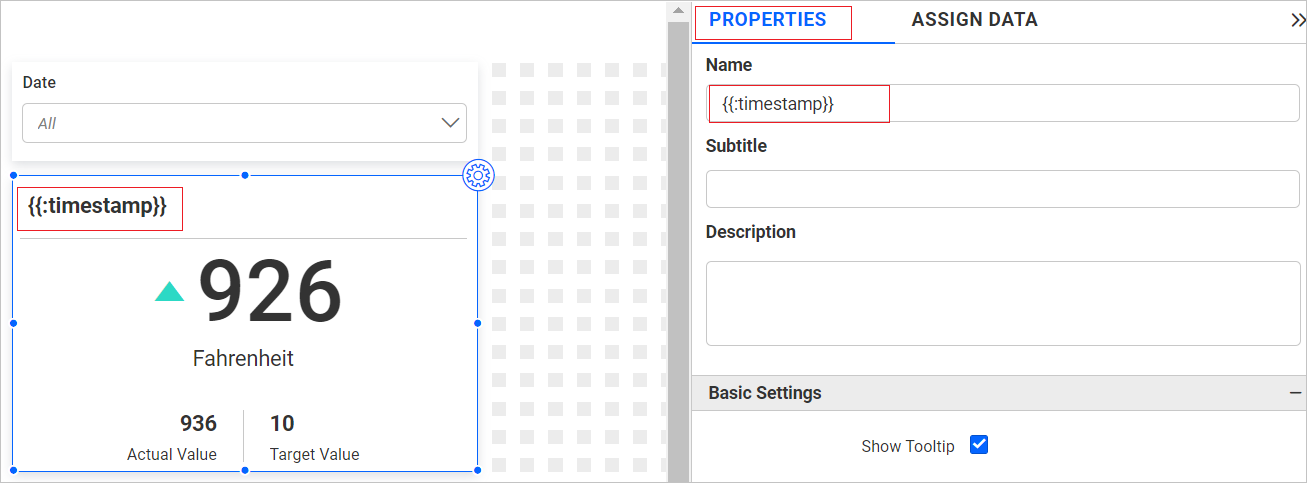 Date
All
{{:timestamp}}
926
Fahrenheit
936
10
Actual Value
Target Value
PROPERTIES
ASSIGN DATA
Name
{{:timestamp}}
Subtitle
Description
Basic Settings
Show Tooltip